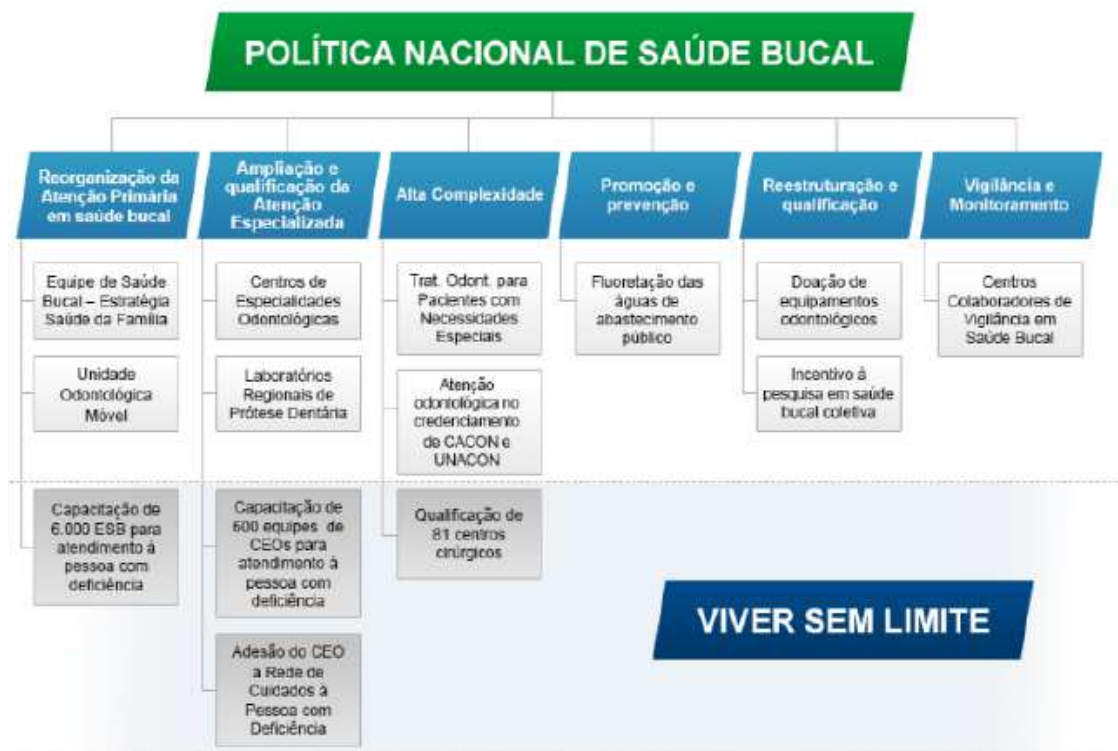 POLÍTICA NACIONAL DE SAÚDE BUCAL
Reorganização da
Atenção Primária
em saúde bucal
Equipe de Saúde
Bucal – Estratégia
Saúde da Família
Unidade
Odontológica
Móvel
Capacitação de
6.000 ESB para
atendimento à
pessoa com
deficiência
Ampliação e
qualificação da
Atenção
Especializada
Centros de
Especialidades
Odontológicas
Laboratórios
Regionais de
Prótese Dentária
Capacitação de
600 equipes de
CEOs para
atendimento à
pessoa com
deficiência
Adesão do CEO
a Rede de
Cuidados à
Pessoa com
Deficiência
Alta Complexidade
Trat. Odont. para
Pacientes com
Necessidades
Especiais
Atenção
odontológica no
credenciamento
de CACON e
UNACON
Qualificação de
81 centros
cirúrgicos
Promoção e
prevenção
Fluoretação das
águas de
abastecimento
público
Reestruturação e
qualificação
Doação de
equipamentos
odontológicos
Incentivo à
pesquisa em saúde
bucal coletiva
Vigilância e
Monitoramento
Centros
Colaboradores de
Vigilância em
Saúde Bucal
VIVER SEM LIMITE